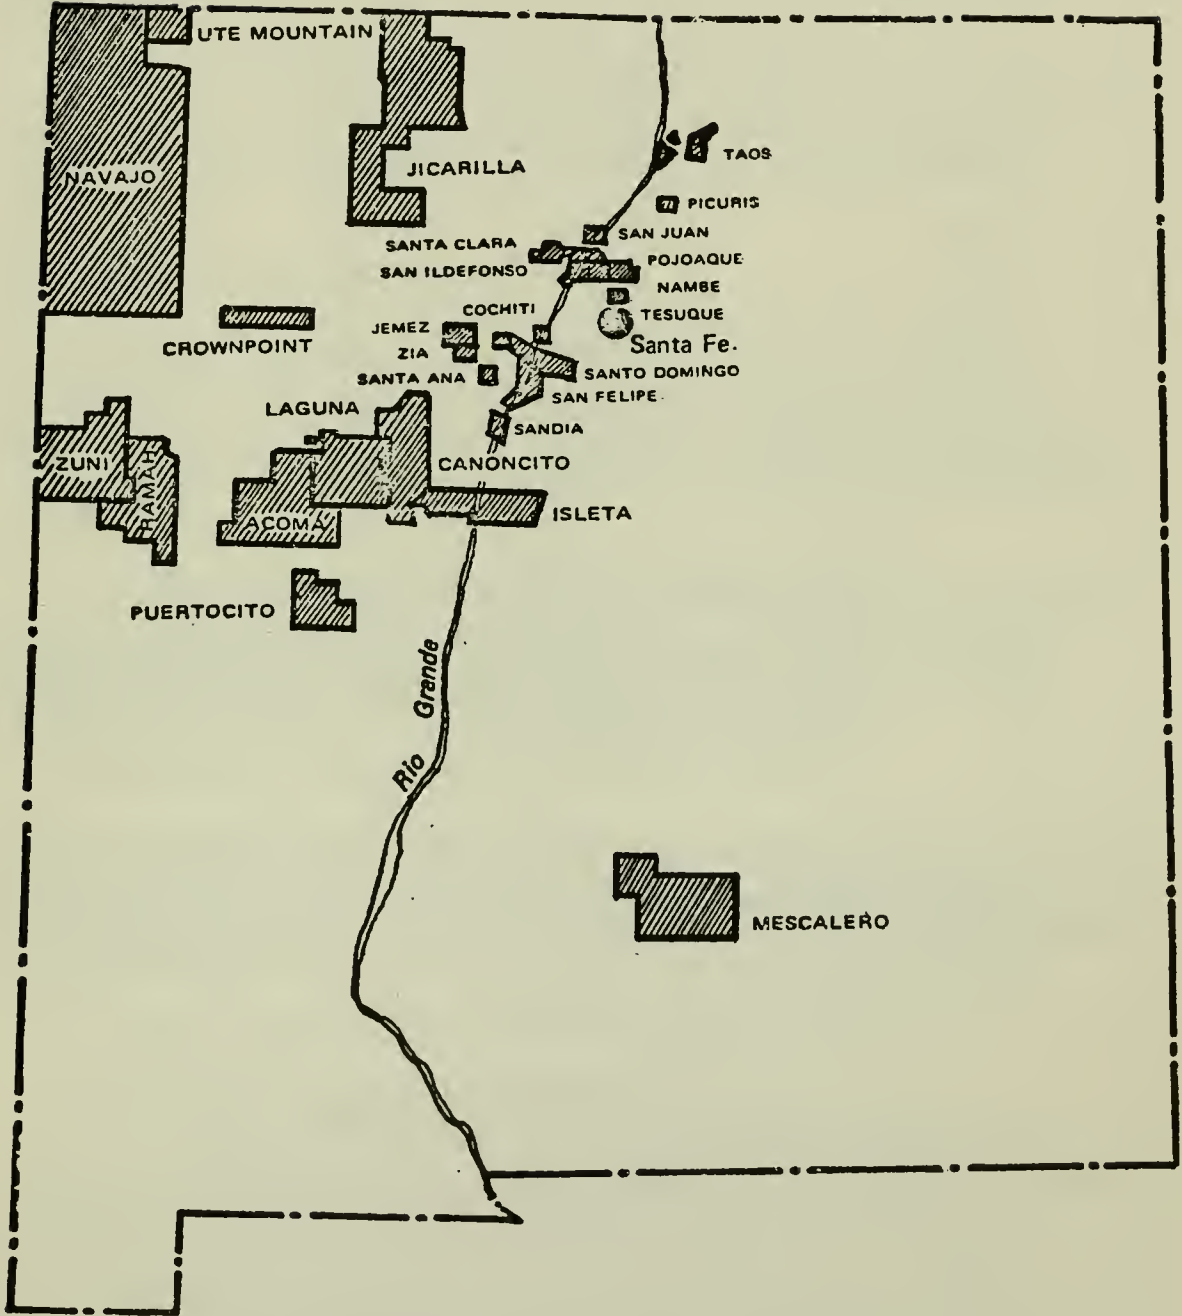 UTE MOUNTAIN
NAVAJO
JICARILLA
TAOS
PICURIS
SAN JUAN
SANTA CLARA
POJOAQUE
SAN ILDEFONSO
NAMBE
COCHITI
TESUQUE
JEMEZ
Santa Fe.
CROWNPOINT
ZIA
SANTO DOMINGO
SANTA ANA
SAN FELIPE
LAGUNA
SANDIA
ZUNI
RAMAH
CANONCITO
ACOMA
ISLETA
PUERTOCITO
Rio Grande
MESCALERO